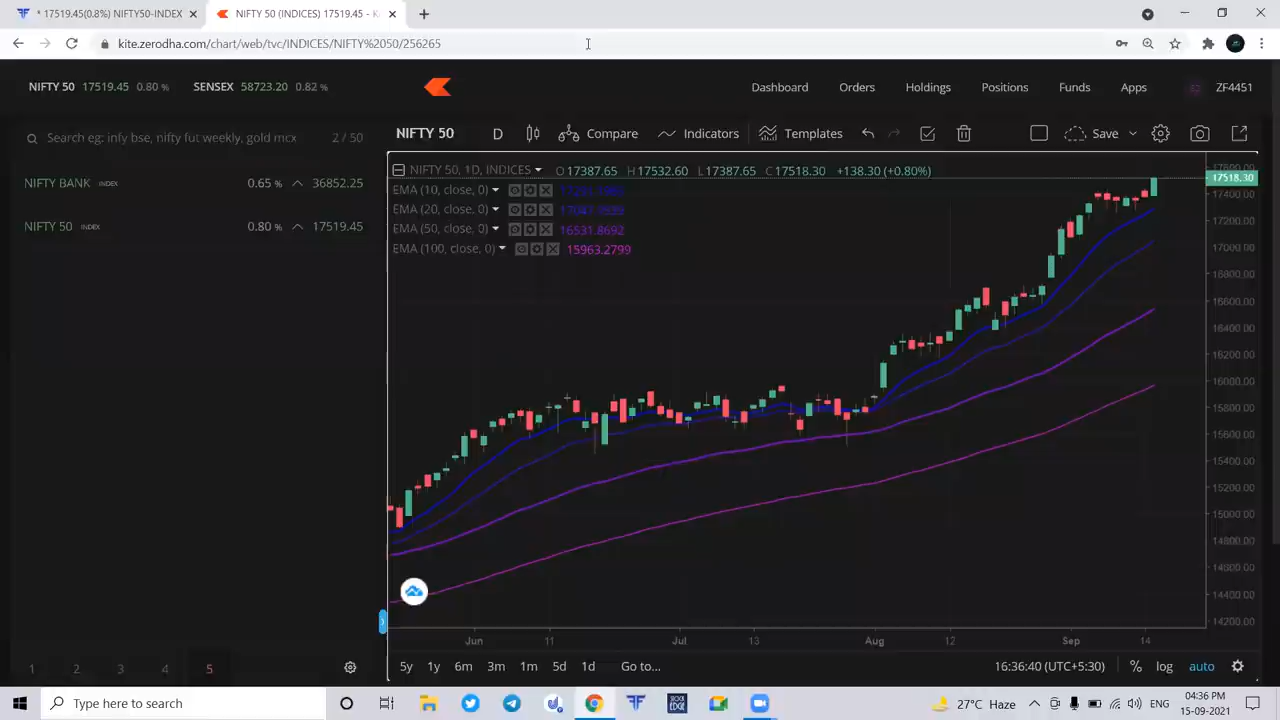 * 17519.45(0.8%) NIFTY50-INDEX
NIFTY 50 (INDICES) 17519.45 - K
kite.zerodha.com/chart/web/tvc/INDICES/NIFTY%2050/256265
NIFTY 50 17519.45 0.80 % SENSEX 58723.20 0.82 %
Dashboard Orders Holdings Positions Funds Apps ZF4451
Search eg: infy bse, nifty fut weekly, gold mcx 2 / 50
NIFTY 50 D Compare Indicators Templates Save
NIFTY BANK INDEX 0.65 % 36852.25
NIFTY 50 INDEX 0.80 % 17519.45
NIFTY 50, 1D, INDICES O17387.65 H17532.60 L17387.65 C17518.30 +138.30 (+0.80%)
EMA (10, close, 0)
EMA (20, close, 0)
EMA (50, close, 0) 16531.8692
EMA (100, close, 0) 15963.2799
17518.30
17400.00
17200.00
17000.00
16800.00
16600.00
16400.00
16200.00
16000.00
15800.00
15600.00
15400.00
15200.00
15000.00
14800.00
14600.00
14400.00
14200.00
Jun 11 Jul 13 Aug 12 Sep 14
1 2 3 4 5
5y 1y 6m 3m 1m 5d 1d Go to... 16:36:40 (UTC+5:30) % log auto
Type here to search
STOCK EDGE
27°C Haze ENG
04:36 PM
15-09-2021